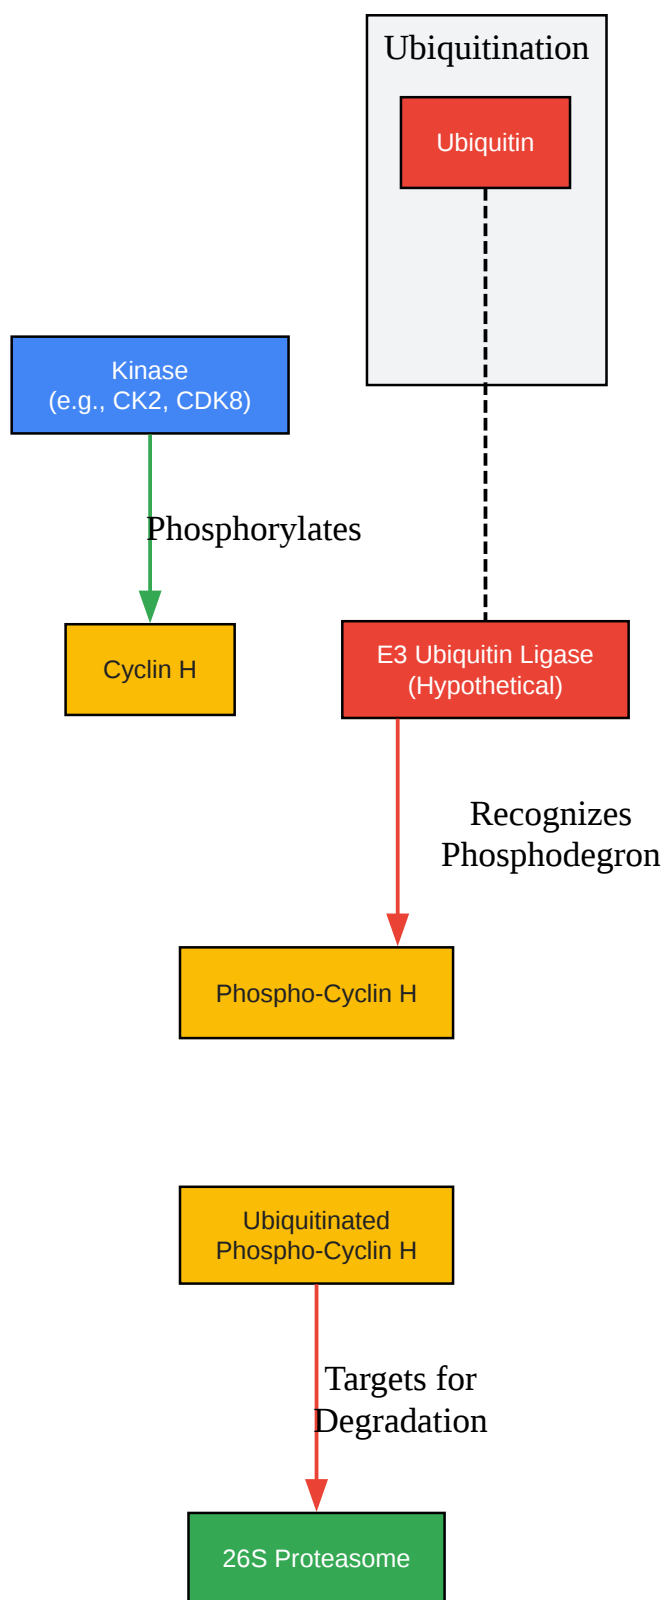 Ubiquitination
Ubiquitin
Kinase
(e.g., CK2, CDK8)
Phosphorylates
Cyclin H
E3 Ubiquitin Ligase
(Hypothetical)
Recognizes
Phosphodegron
Phospho-Cyclin H
Ubiquitinated
Phospho-Cyclin H
Targets for
Degradation
26S Proteasome